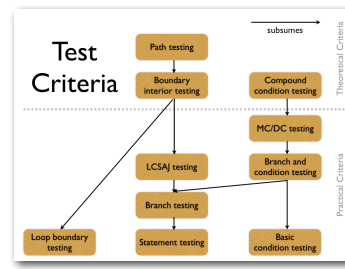 Test
Criteria
subsumes
Path testing
Boundary
interior testing
Compound
condition testing
Theoretical Criteria
MC/DC testing
LCSAJ testing
Branch and
condition testing
Branch testing
Loop boundary
testing
Statement testing
Basic
condition testing
Practical Criteria